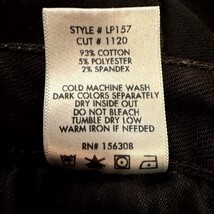 STYLE # LP157
CUT # 1120
93% COTTON
5% POLYESTER
2% SPANDEX
COLD MACHINE WASH
DARK COLORS SEPARATELY
DRY INSIDE OUT
DO NOT BLEACH
TUMBLE DRY LOW
WARM IRON IF NEEDED
RN# 156308